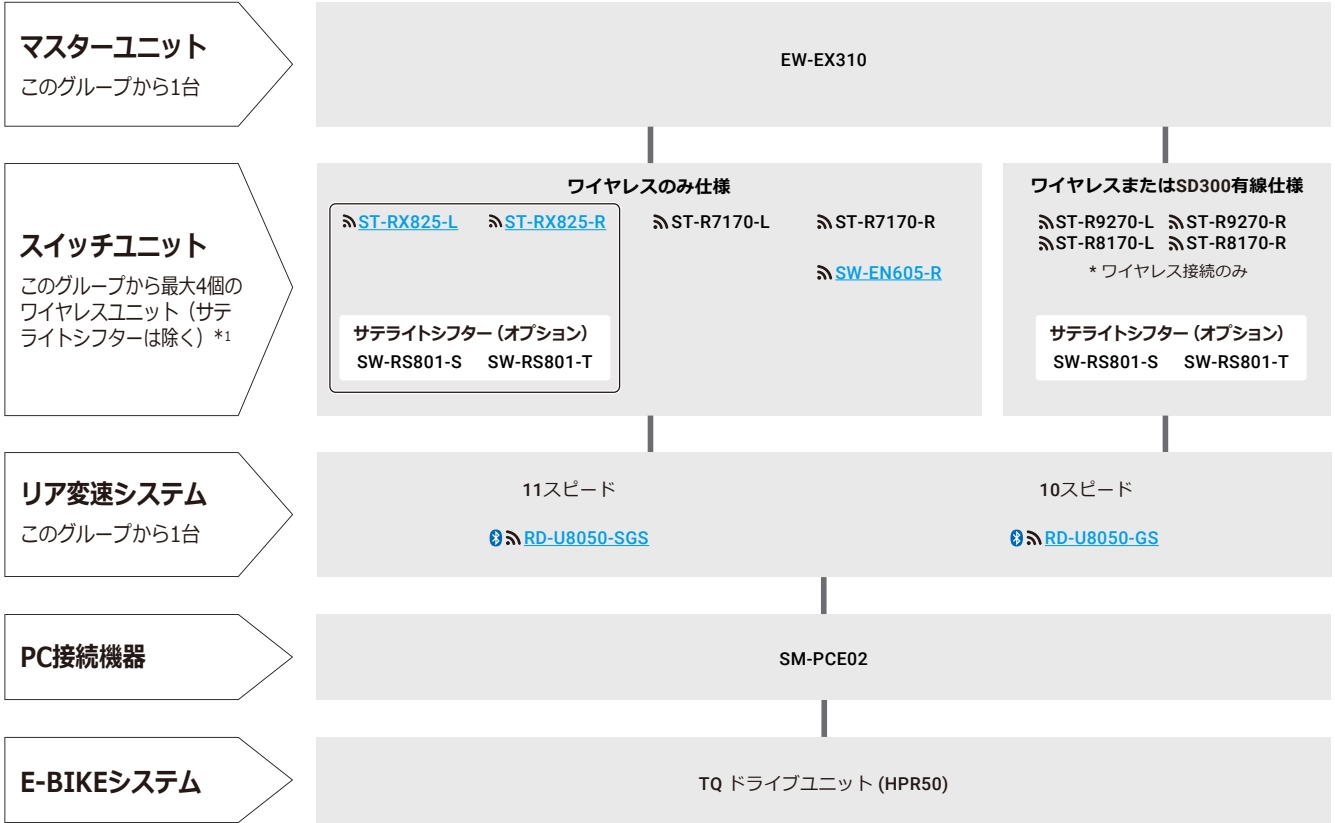 マスターユニット
このグループから1台
EW-EX310
スイッチユニット
このグループから最大4個の
ワイヤレスユニット（サテ
ライトシフターは除く）*1
ワイヤレスのみ仕様
ST-RX825-L ST-RX825-R ST-R7170-L ST-R7170-R
SW-EN605-R
サテライトシフター（オプション）
SW-RS801-S SW-RS801-T
ワイヤレスまたはSD300有線仕様
ST-R9270-L ST-R9270-R
ST-R8170-L ST-R8170-R
* ワイヤレス接続のみ
サテライトシフター（オプション）
SW-RS801-S SW-RS801-T
リア変速システム
このグループから1台
11スピード 10スピード
RD-U8050-SGS RD-U8050-GS
PC接続機器
SM-PCE02
E-BIKEシステム
TQ ドライブユニット (HPR50)